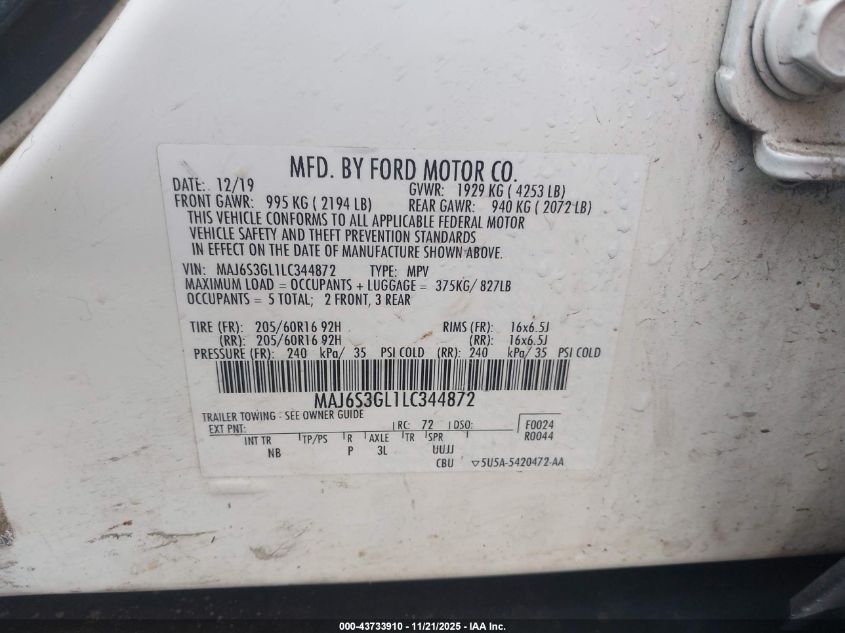 MFD. BY FORD MOTOR CO.
DATE: 12/19 GVWR: 1929 KG ( 4253 LB)
FRONT GAWR: 995 KG ( 2194 LB) REAR GAWR: 940 KG ( 2072 LB)
THIS VEHICLE CONFORMS TO ALL APPLICABLE FEDERAL MOTOR
VEHICLE SAFETY AND THEFT PREVENTION STANDARDS
IN EFFECT ON THE DATE OF MANUFACTURE SHOWN ABOVE.
VIN: MAJ6S3GL1LC344872 TYPE: MPV
MAXIMUM LOAD = OCCUPANTS + LUGGAGE = 375KG/ 827LB
OCCUPANTS = 5 TOTAL; 2 FRONT, 3 REAR
TIRE (FR): 205/60R16 92H RIMS (FR): 16x6.5J
(RR): 205/60R16 92H (RR): 16x6.5J
PRESSURE (FR): 240 kPa/ 35 PSI COLD (RR): 240 kPa/ 35 PSI COLD
MAJ6S3GL1LC344872
TRAILER TOWING - SEE OWNER GUIDE
EXT PNT: RC: 72 DSO: F0024
INT TR TP/PS R AXLE TR SPR R0044
NB P 3L UUJJ
CBU 5U5A-5420472-AA
000-43733910 - 11/21/2025 - IAA Inc.